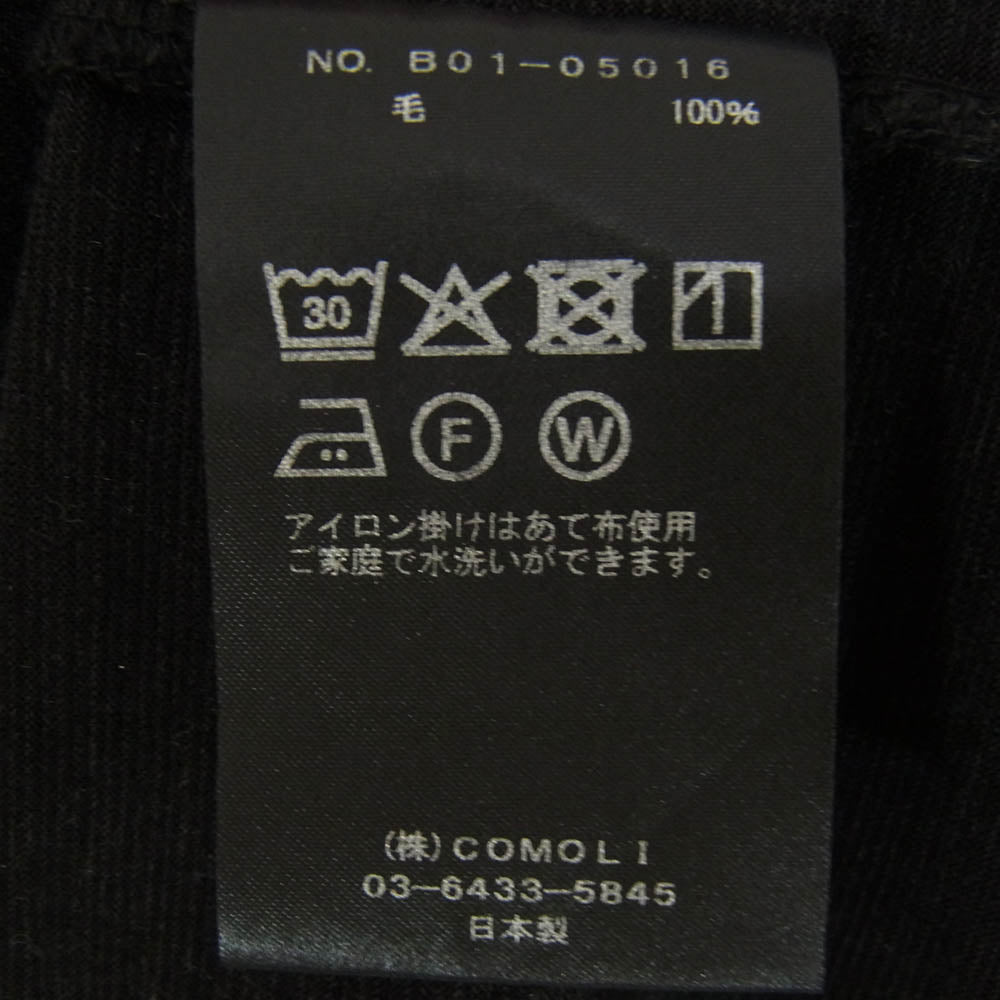 NO. B01-05016
毛 100%
30
F W
アイロン掛けはあて布使用
ご家庭で水洗いができます。
(株)COMOLI
03-6433-5845
日本製